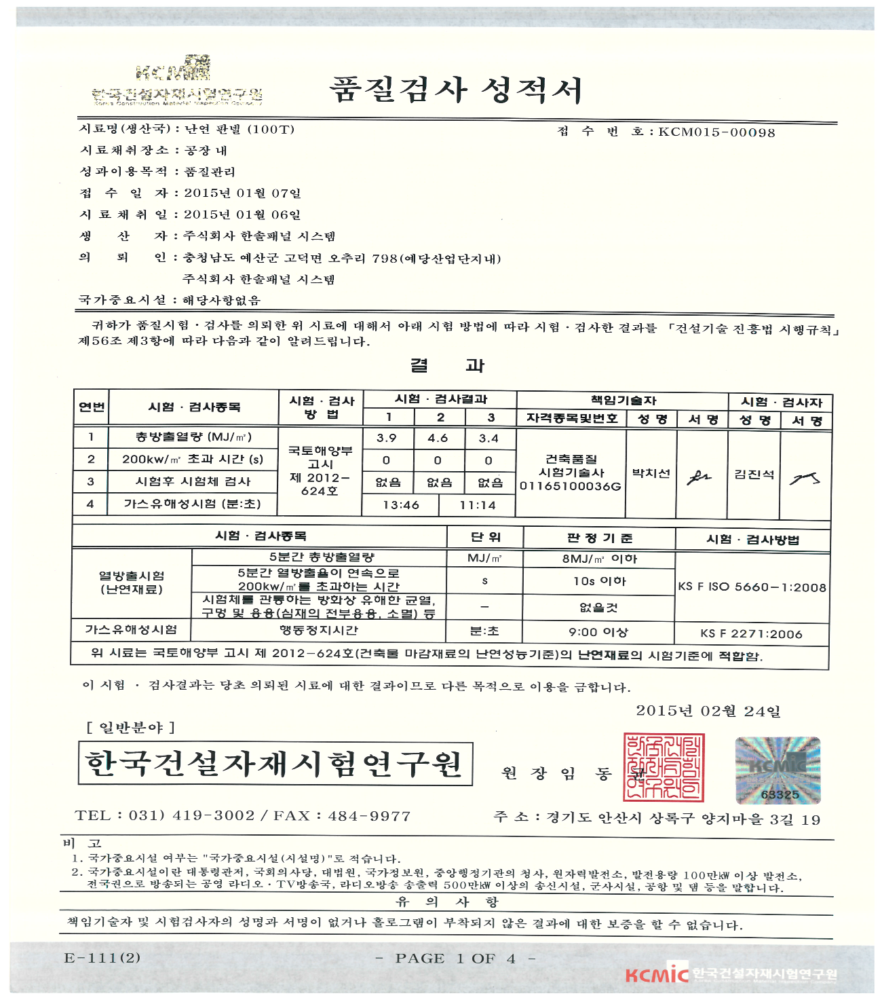 KCMiC
한국건설자재시험연구원
Korea Construction Material Inspection Company
품질검사 성적서
시료명(생산국) : 난연 판넬 (100T)
접 수 번 호 : KCM015-00098
시료채취장소 : 공장 내
성과이용목적 : 품질관리
접 수 일 자 : 2015년 01월 07일
시 료 채 취 일 : 2015년 01월 06일
생 산 자 : 주식회사 한솔패널 시스템
의 뢰 인 : 충청남도 예산군 고덕면 오추리 798(예당산업단지내)
주식회사 한솔패널 시스템
국가중요시설 : 해당사항없음
귀하가 품질시험 · 검사를 의뢰한 위 시료에 대해서 아래 시험 방법에 따라 시험 · 검사한 결과를 「건설기술 진흥법 시행규칙」
제56조 제3항에 따라 다음과 같이 알려드립니다.
결 과
연번 시험 · 검사종목 시험 · 검사 방 법 시험 · 검사결과 책임기술자 시험 · 검사자
1 2 3 자격종목및번호 성 명 서 명 성 명 서 명
1 총방출열량 (MJ/㎡) 3.9 4.6 3.4
2 200kw/㎡ 초과 시간 (s) 0 0 0
3 시험후 시험체 검사 없음 없음 없음
4 가스유해성시험 (분:초) 13:46 11:14
국토해양부
고시
제 2012-
624호
건축품질
시험기술사
01165100036G
박치선
김진석
시험 · 검사종목 단 위 판 정 기 준 시험 · 검사방법
열방출시험
(난연재료)
5분간 총방출열량 MJ/㎡ 8MJ/㎡ 이하
5분간 열방출율이 연속으로
200kw/㎡를 초과하는 시간 s 10s 이하
KS F ISO 5660-1:2008
시험체를 관통하는 방화상 유해한 균열,
구멍 및 용융(심재의 전부용융, 소멸) 등 - 없을것
가스유해성시험 행동정지시간 분:초 9:00 이상 KS F 2271:2006
위 시료는 국토해양부 고시 제 2012-624호(건축물 마감재료의 난연성능기준)의 난연재료의 시험기준에 적합함.
이 시험 · 검사결과는 당초 의뢰된 시료에 대한 결과이므로 다른 목적으로 이용을 금합니다.
2015년 02월 24일
[ 일반분야 ]
한국건설자재시험연구원
원 장 임 동 균
KCMiC
63325
TEL : 031) 419-3002 / FAX : 484-9977
주 소 : 경기도 안산시 상록구 양지마을 3길 19
비 고
1. 국가중요시설 여부는 "국가중요시설(시설명)"로 적습니다.
2. 국가중요시설이란 대통령관저, 국회의사당, 대법원, 국가정보원, 중앙행정기관의 청사, 원자력발전소, 발전용량 100만㎾ 이상 발전소,
전국권으로 방송되는 공영 라디오 · TV방송국, 라디오방송 송출력 500만㎾ 이상의 송신시설, 군사시설, 공항 및 댐 등을 말합니다.
유 의 사 항
책임기술자 및 시험검사자의 성명과 서명이 없거나 홀로그램이 부착되지 않은 결과에 대한 보증을 할 수 없습니다.
E-111(2)
- PAGE 1 OF 4 -
KCMiC 한국건설자재시험연구원